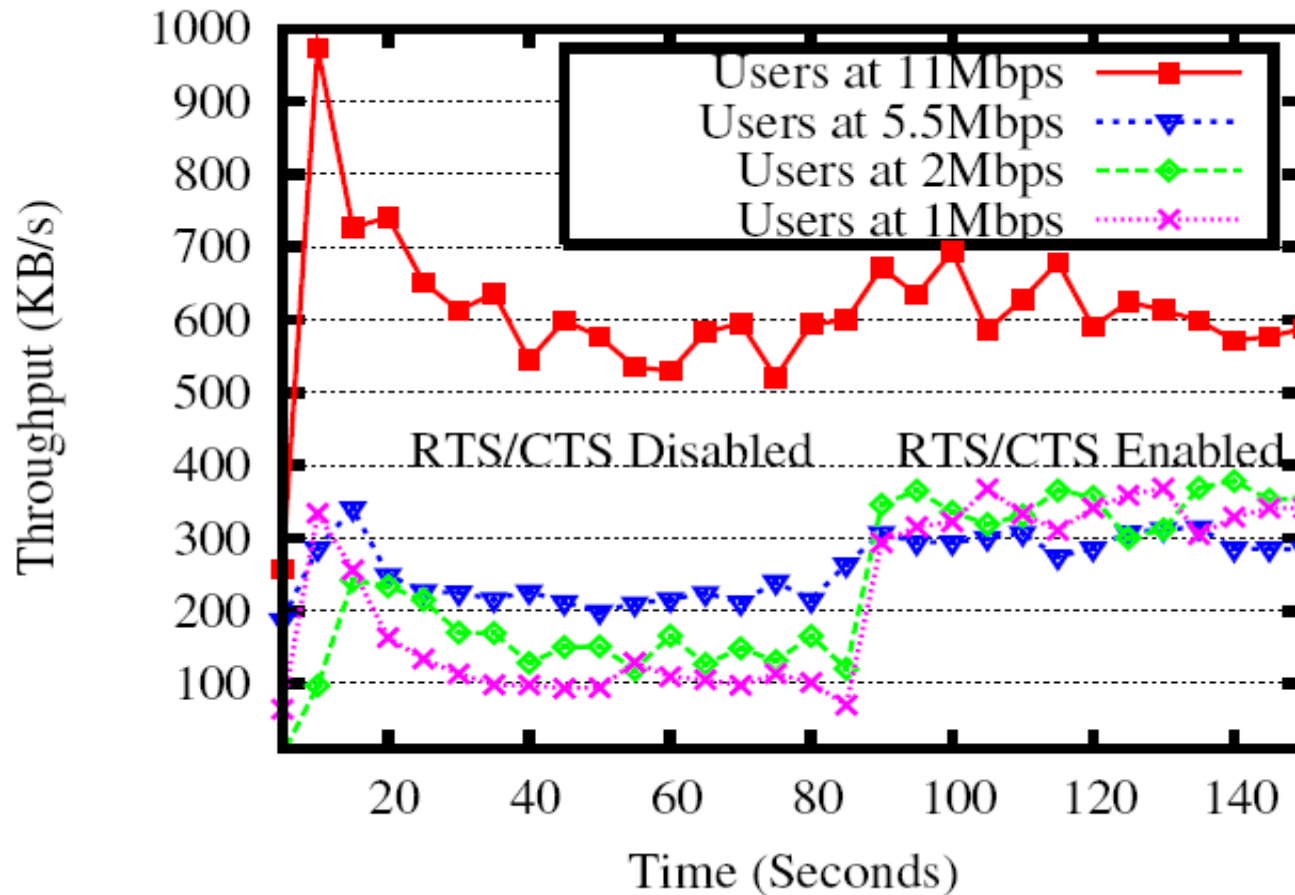 1000
900
800
700
600
500
400
300
200
100
Throughput (KB/s)
Users at 11Mbps
Users at 5.5Mbps
Users at 2Mbps
Users at 1Mbps
RTS/CTS Disabled
RTS/CTS Enabled
20 40 60 80 100 120 140
Time (Seconds)